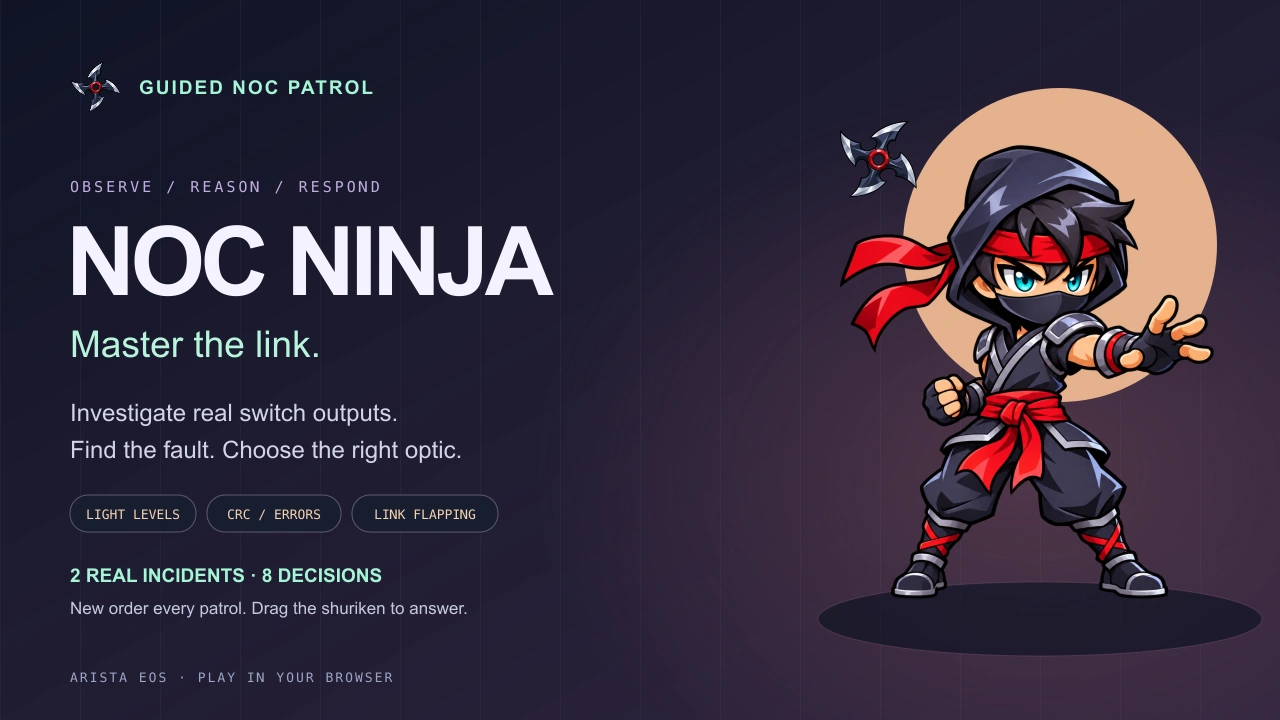 GUIDED NOC PATROL
OBSERVE / REASON / RESPOND
NOC NINJA
Master the link.
Investigate real switch outputs.
Find the fault. Choose the right optic.
LIGHT LEVELS
CRC / ERRORS
LINK FLAPPING
2 REAL INCIDENTS · 8 DECISIONS
New order every patrol. Drag the shuriken to answer.
ARISTA EOS · PLAY IN YOUR BROWSER